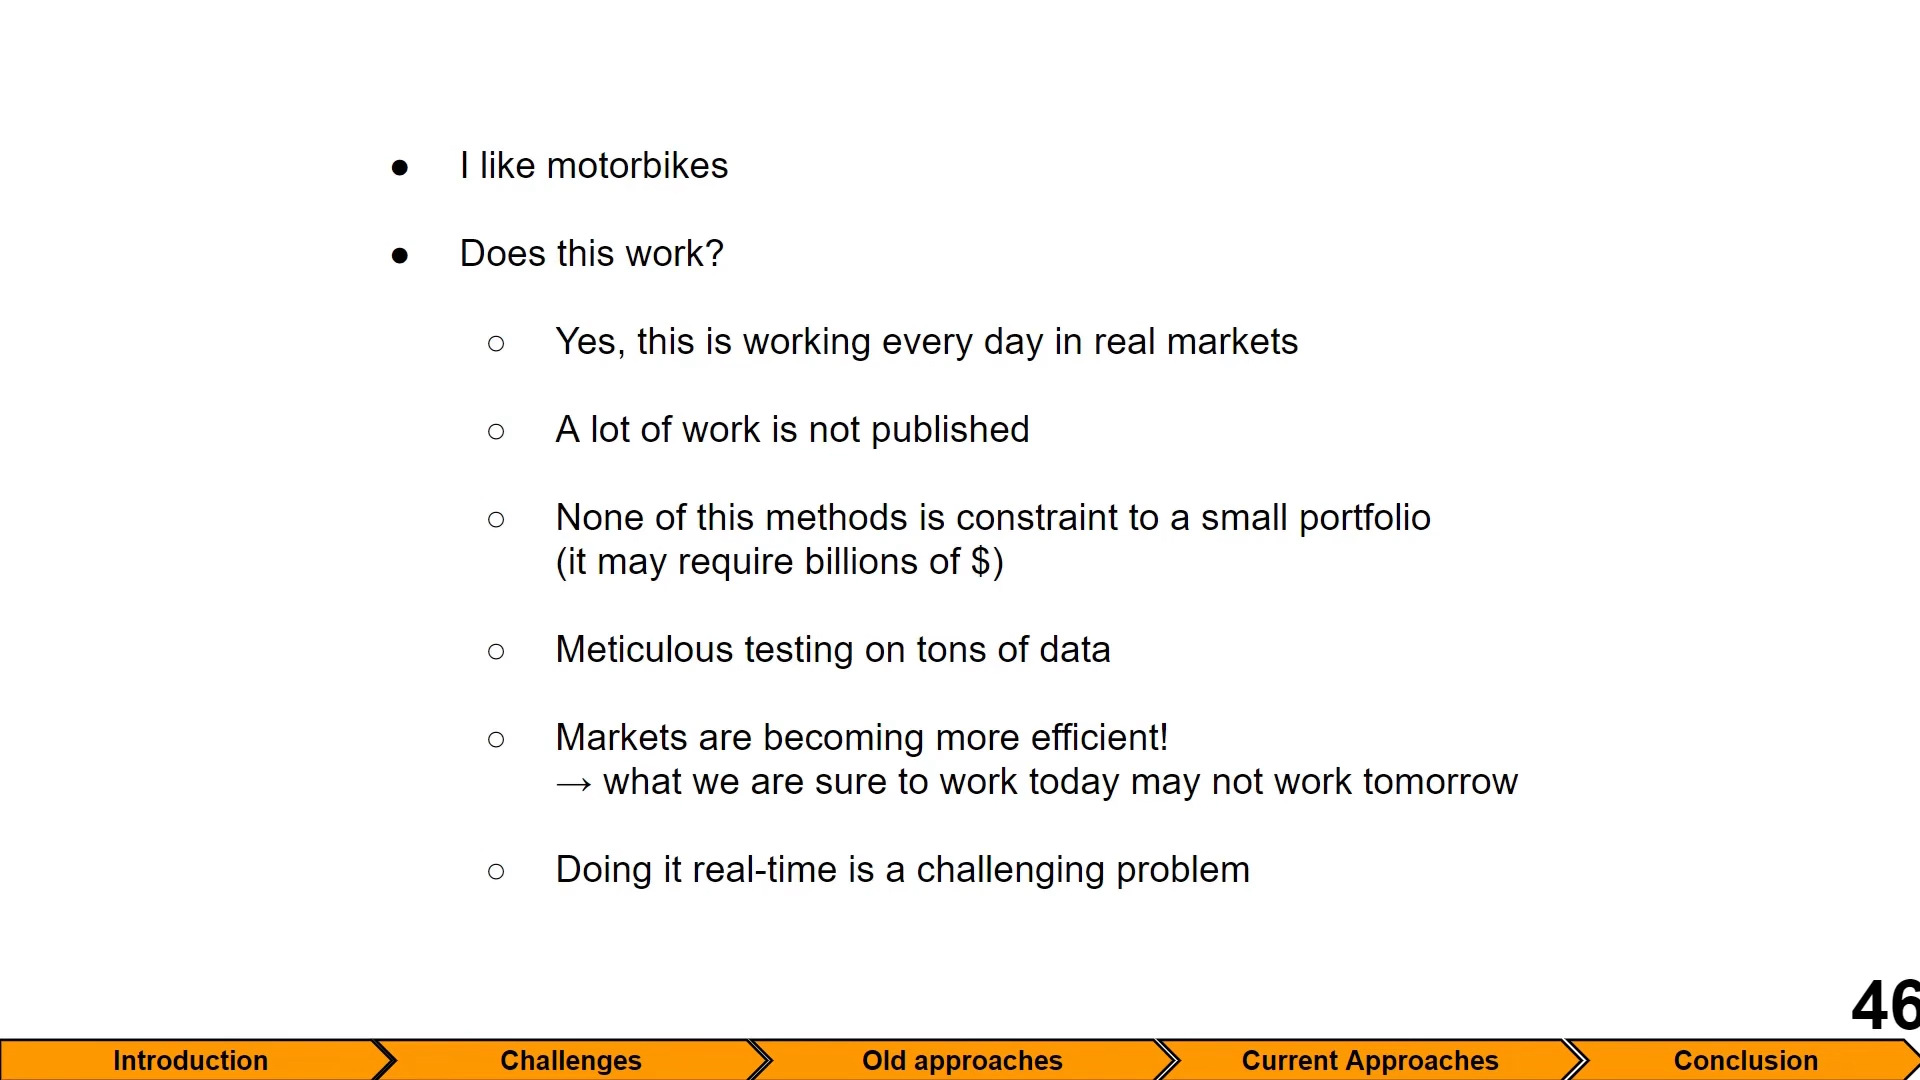 ● I like motorbikes
● Does this work?
○ Yes, this is working every day in real markets
○ A lot of work is not published
○ None of this methods is constraint to a small portfolio
(it may require billions of $)
○ Meticulous testing on tons of data
○ Markets are becoming more efficient!
→ what we are sure to work today may not work tomorrow
○ Doing it real-time is a challenging problem
46
Introduction
Challenges
Old approaches
Current Approaches
Conclusion